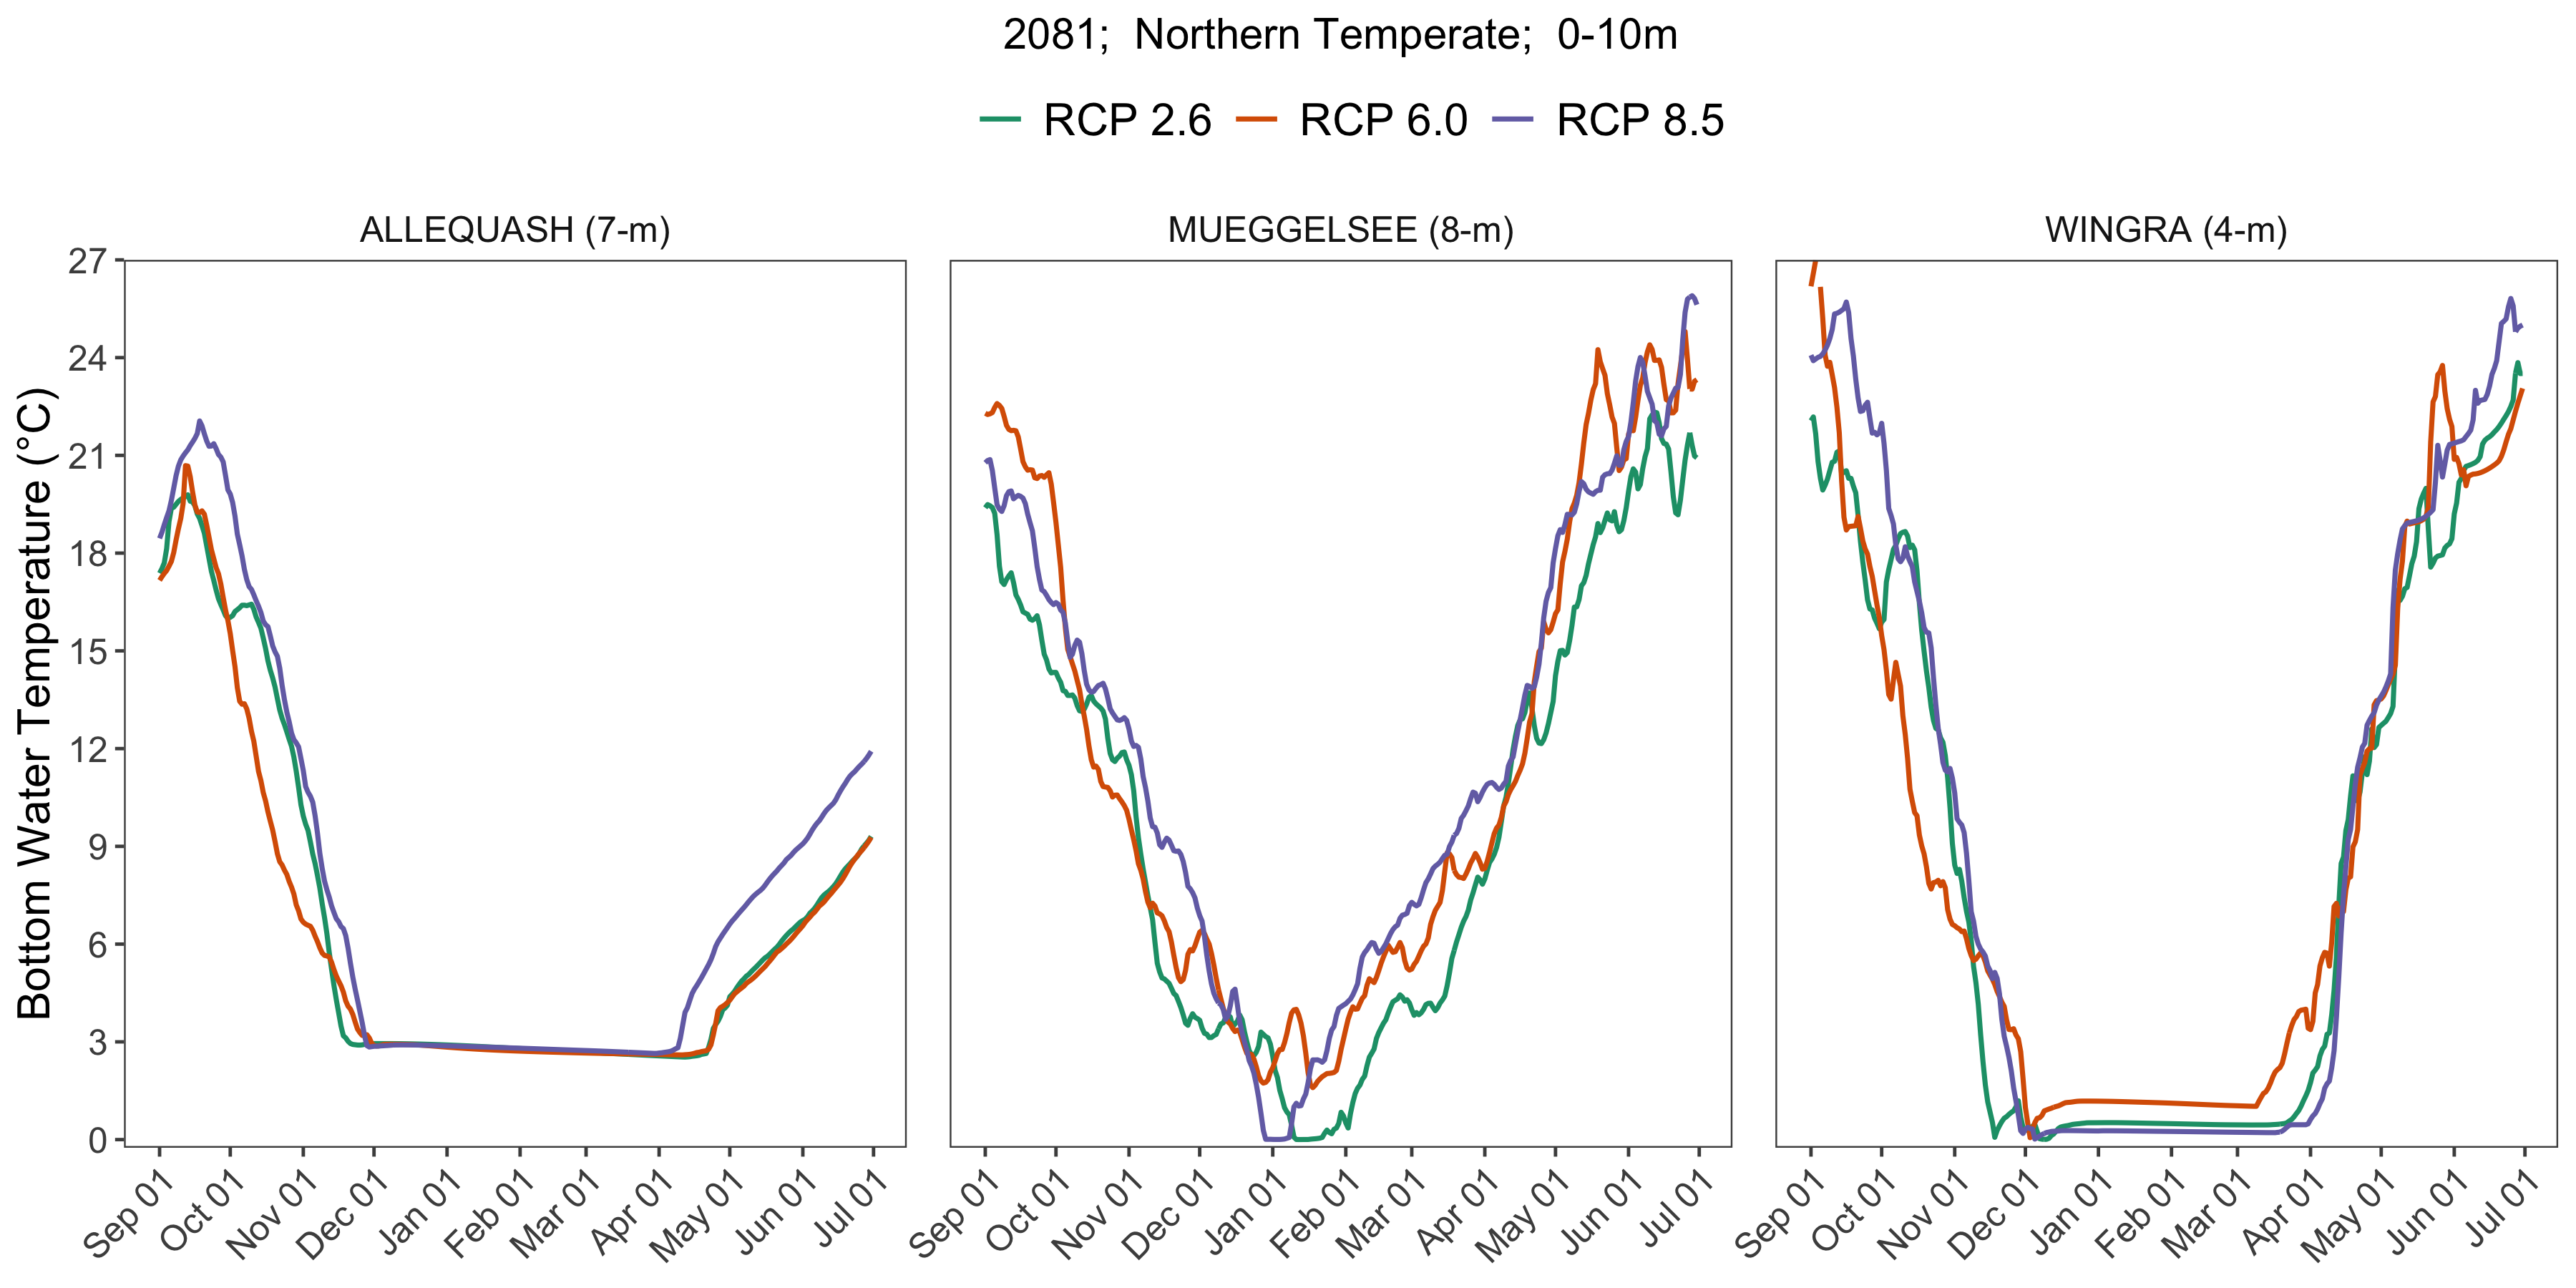 2081;  Northern Temperate;  0-10m
RCP 2.6 RCP 6.0 RCP 8.5
ALLEQUASH (7-m) MUEGGELSEE (8-m) WINGRA (4-m)
Bottom Water Temperature (°C)
27
24
21
18
15
12
9
6
3
0
Sep 01 Oct 01 Nov 01 Dec 01 Jan 01 Feb 01 Mar 01 Apr 01 May 01 Jun 01 Jul 01 Sep 01 Oct 01 Nov 01 Dec 01 Jan 01 Feb 01 Mar 01 Apr 01 May 01 Jun 01 Jul 01 Sep 01 Oct 01 Nov 01 Dec 01 Jan 01 Feb 01 Mar 01 Apr 01 May 01 Jun 01 Jul 01